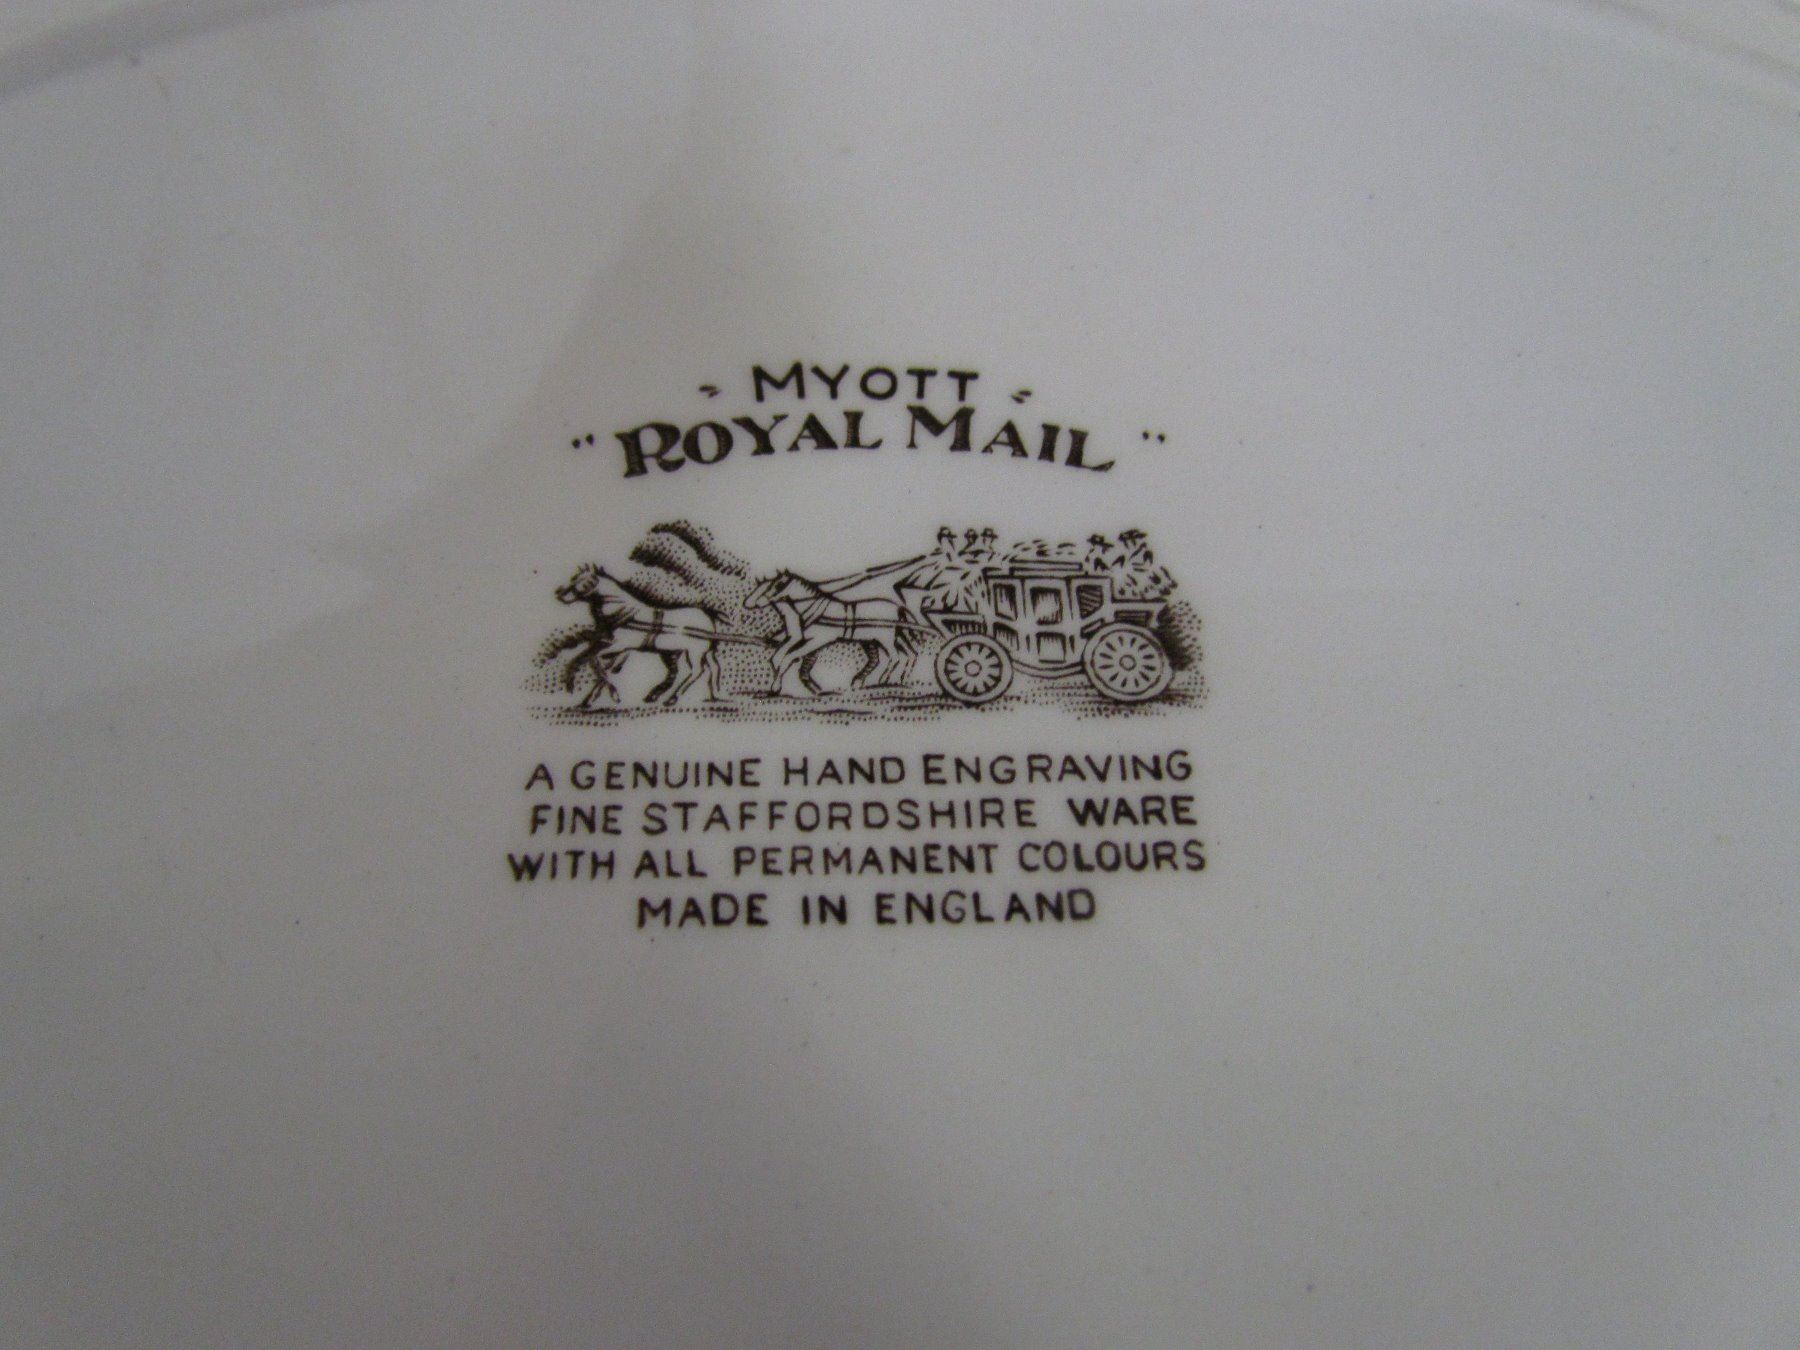 MYOTT
"ROYAL MAIL"
A GENUINE HAND ENGRAVING
FINE STAFFORDSHIRE WARE
WITH ALL PERMANENT COLOURS
MADE IN ENGLAND